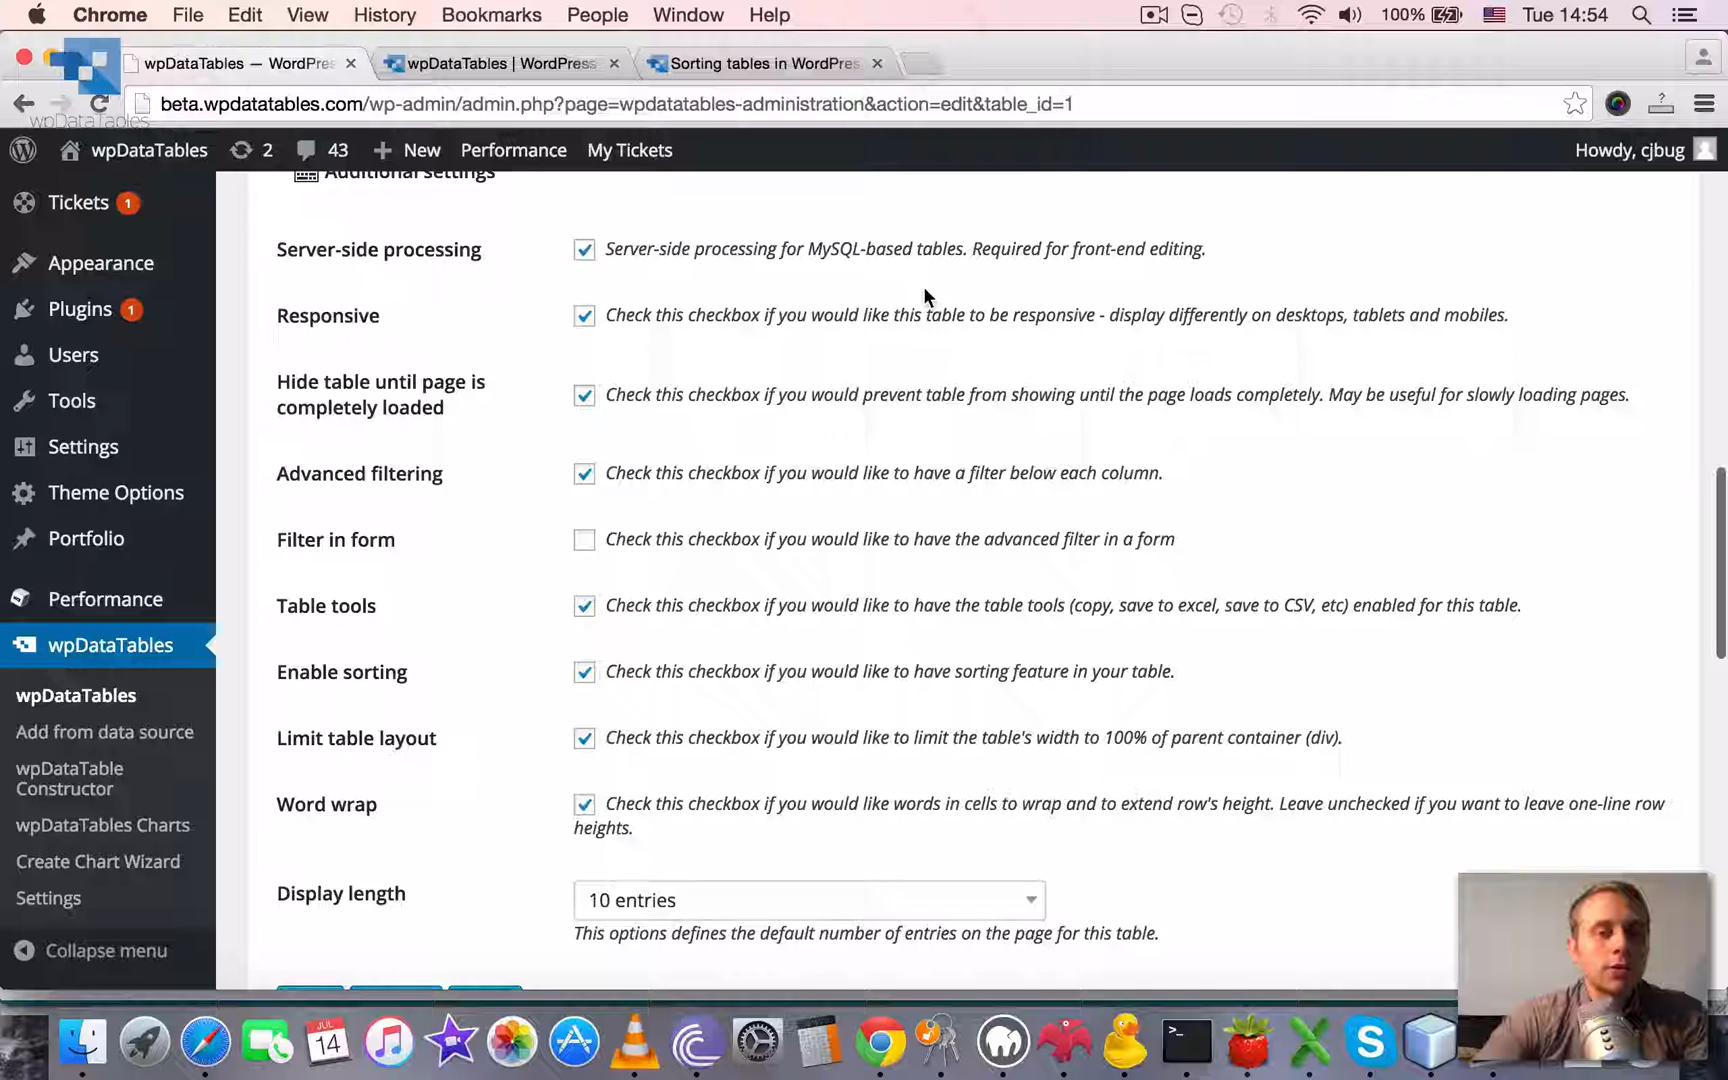 Chrome File Edit View History Bookmarks People Window Help 100% Tue 14:54
wpDataTables — WordPres wpDataTables | WordPress Sorting tables in WordPres
beta.wpdatatables.com/wp-admin/admin.php?page=wpdatatables-administration&action=edit&table_id=1
wpDataTables
wpDataTables 2 43 New Performance My Tickets Howdy, cjbug
Additional settings
Tickets 1
Appearance
Plugins 1
Users
Tools
Settings
Theme Options
Portfolio
Performance
wpDataTables
wpDataTables
Add from data source
wpDataTable
Constructor
wpDataTables Charts
Create Chart Wizard
Settings
Collapse menu
Server-side processing Server-side processing for MySQL-based tables. Required for front-end editing.
Responsive Check this checkbox if you would like this table to be responsive - display differently on desktops, tablets and mobiles.
Hide table until page is
completely loaded
Check this checkbox if you would prevent table from showing until the page loads completely. May be useful for slowly loading pages.
Advanced filtering Check this checkbox if you would like to have a filter below each column.
Filter in form Check this checkbox if you would like to have the advanced filter in a form
Table tools Check this checkbox if you would like to have the table tools (copy, save to excel, save to CSV, etc) enabled for this table.
Enable sorting Check this checkbox if you would like to have sorting feature in your table.
Limit table layout Check this checkbox if you would like to limit the table's width to 100% of parent container (div).
Word wrap Check this checkbox if you would like words in cells to wrap and to extend row's height. Leave unchecked if you want to leave one-line row
heights.
Display length 10 entries
This options defines the default number of entries on the page for this table.
JUL
14